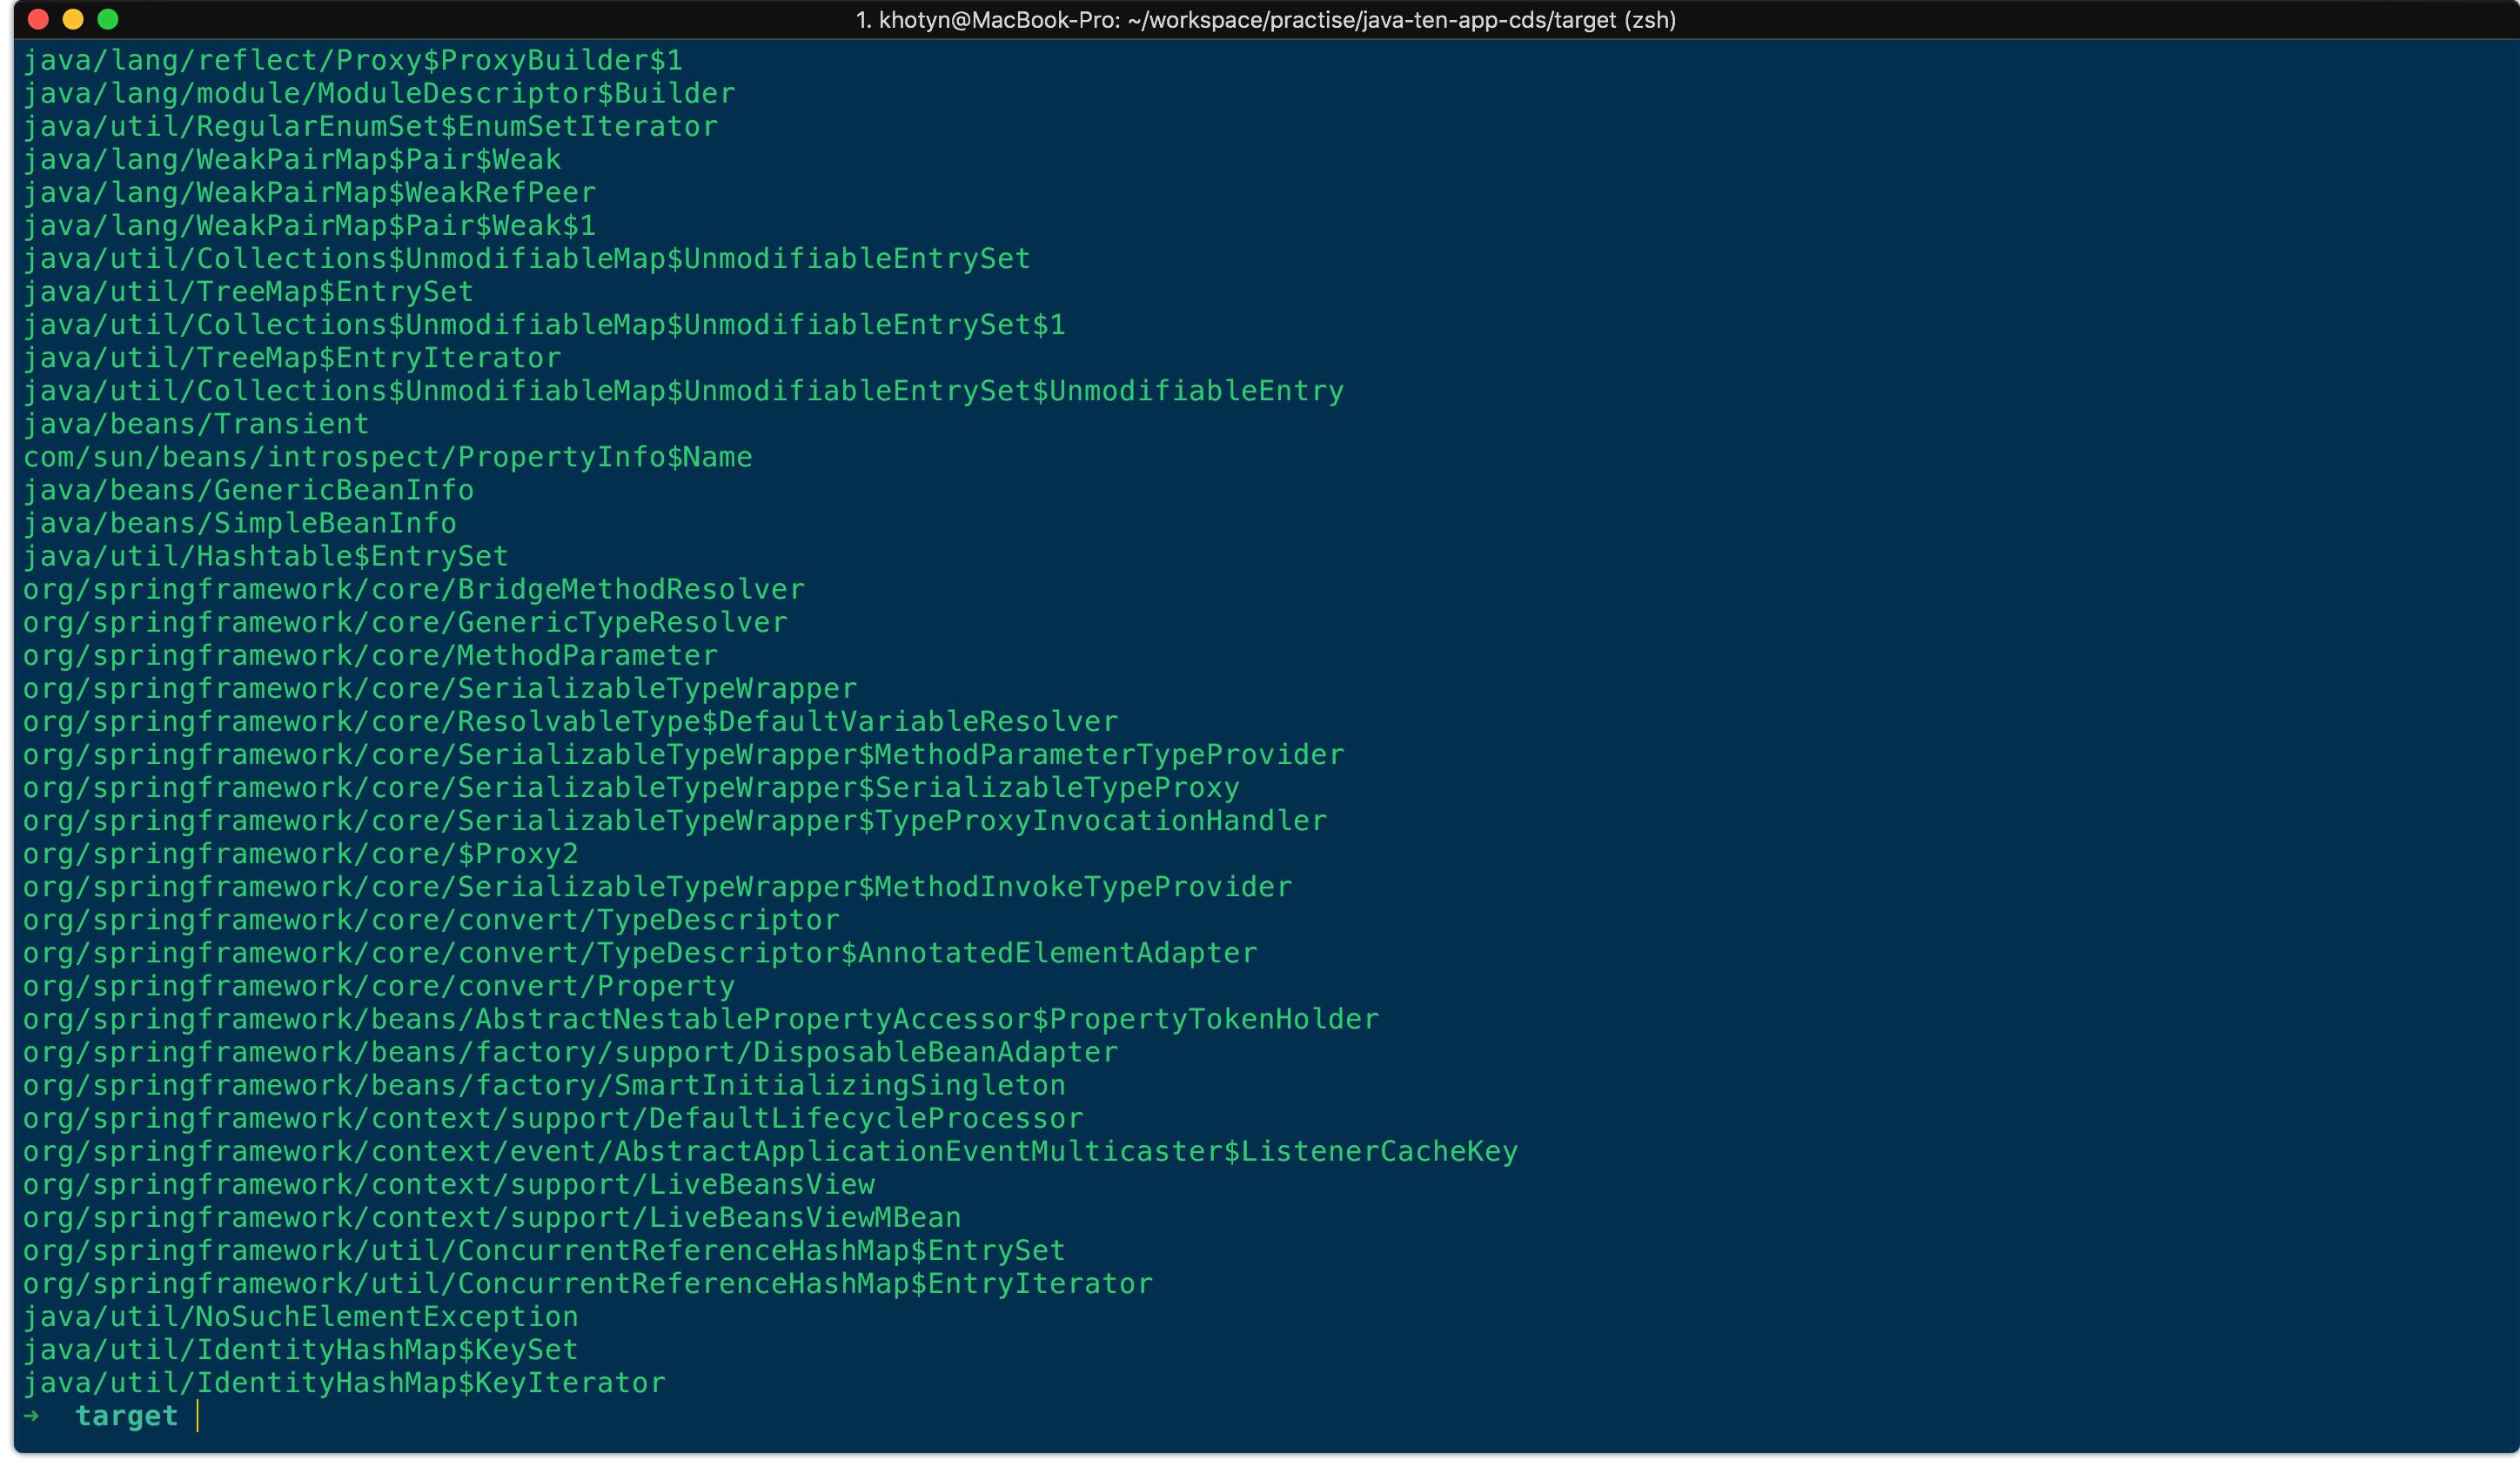 1. khotyn@MacBook-Pro: ~/workspace/practise/java-ten-app-cds/target (zsh)
java/lang/reflect/Proxy$ProxyBuilder$1
java/lang/module/ModuleDescriptor$Builder
java/util/RegularEnumSet$EnumSetIterator
java/lang/WeakPairMap$Pair$Weak
java/lang/WeakPairMap$WeakRefPeer
java/lang/WeakPairMap$Pair$Weak$1
java/util/Collections$UnmodifiableMap$UnmodifiableEntrySet
java/util/TreeMap$EntrySet
java/util/Collections$UnmodifiableMap$UnmodifiableEntrySet$1
java/util/TreeMap$EntryIterator
java/util/Collections$UnmodifiableMap$UnmodifiableEntrySet$UnmodifiableEntry
java/beans/Transient
com/sun/beans/introspect/PropertyInfo$Name
java/beans/GenericBeanInfo
java/beans/SimpleBeanInfo
java/util/Hashtable$EntrySet
org/springframework/core/BridgeMethodResolver
org/springframework/core/GenericTypeResolver
org/springframework/core/MethodParameter
org/springframework/core/SerializableTypeWrapper
org/springframework/core/ResolvableType$DefaultVariableResolver
org/springframework/core/SerializableTypeWrapper$MethodParameterTypeProvider
org/springframework/core/SerializableTypeWrapper$SerializableTypeProxy
org/springframework/core/SerializableTypeWrapper$TypeProxyInvocationHandler
org/springframework/core/$Proxy2
org/springframework/core/SerializableTypeWrapper$MethodInvokeTypeProvider
org/springframework/core/convert/TypeDescriptor
org/springframework/core/convert/TypeDescriptor$AnnotatedElementAdapter
org/springframework/core/convert/Property
org/springframework/beans/AbstractNestablePropertyAccessor$PropertyTokenHolder
org/springframework/beans/factory/support/DisposableBeanAdapter
org/springframework/beans/factory/SmartInitializingSingleton
org/springframework/context/support/DefaultLifecycleProcessor
org/springframework/context/event/AbstractApplicationEventMulticaster$ListenerCacheKey
org/springframework/context/support/LiveBeansView
org/springframework/context/support/LiveBeansViewMBean
org/springframework/util/ConcurrentReferenceHashMap$EntrySet
org/springframework/util/ConcurrentReferenceHashMap$EntryIterator
java/util/NoSuchElementException
java/util/IdentityHashMap$KeySet
java/util/IdentityHashMap$KeyIterator
➜  target